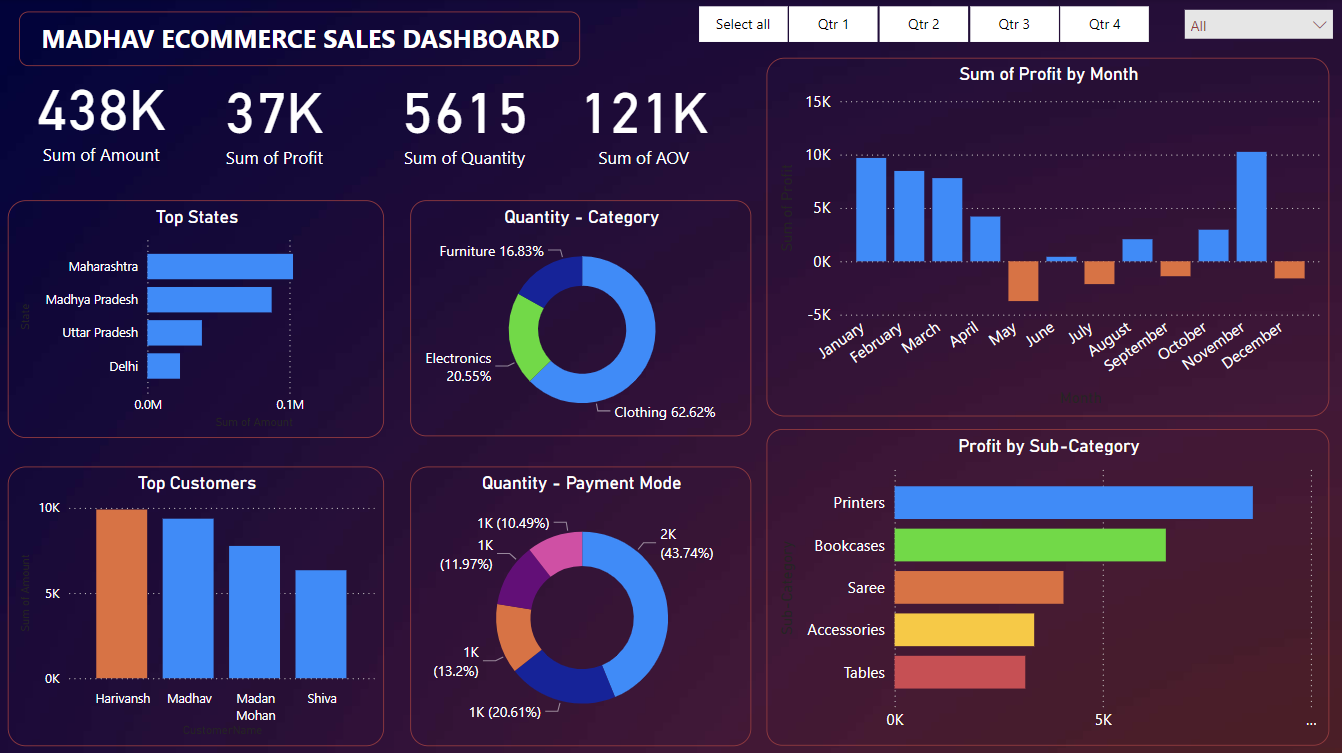 MADHAV ECOMMERCE SALES DASHBOARD
Select all
Qtr 1
Qtr 2
Qtr 3
Qtr 4
All
438K
Sum of Amount
37K
Sum of Profit
5615
Sum of Quantity
121K
Sum of AOV
Sum of Profit by Month
15K
10K
5K
0K
-5K
Sum of Profit
January
February
March
April
May
June
July
August
September
October
November
December
Top States
State
Maharashtra
Madhya Pradesh
Uttar Pradesh
Delhi
0.0M
0.1M
Sum of Amount
Quantity - Category
Furniture 16.83%
Electronics
20.55%
Clothing 62.62%
Top Customers
Sum of Amount
10K
5K
0K
Harivansh
Madhav
Madan
Mohan
Shiva
CustomerName
Quantity - Payment Mode
1K (10.49%)
1K
(11.97%)
1K
(13.2%)
1K (20.61%)
2K
(43.74%)
Profit by Sub-Category
Printers
Bookcases
Saree
Accessories
Tables
0K
5K
...